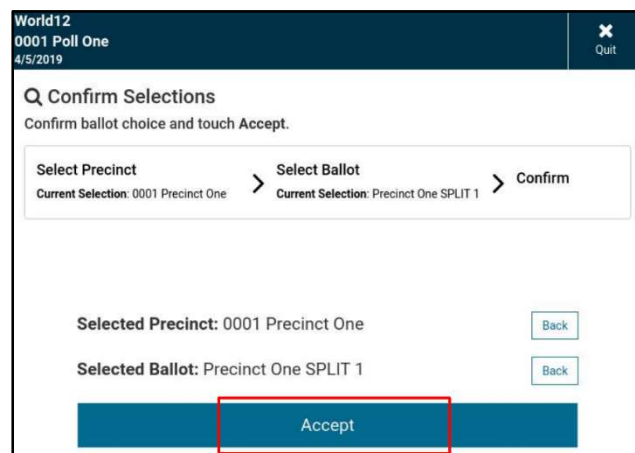 World12
0001 Poll One
4/5/2019
Quit
Confirm Selections
Confirm ballot choice and touch Accept.
Select Precinct
Current Selection: 0001 Precinct One
Select Ballot
Current Selection: Precinct One SPLIT 1
Confirm
Selected Precinct: 0001 Precinct One
Back
Selected Ballot: Precinct One SPLIT 1
Back
Accept